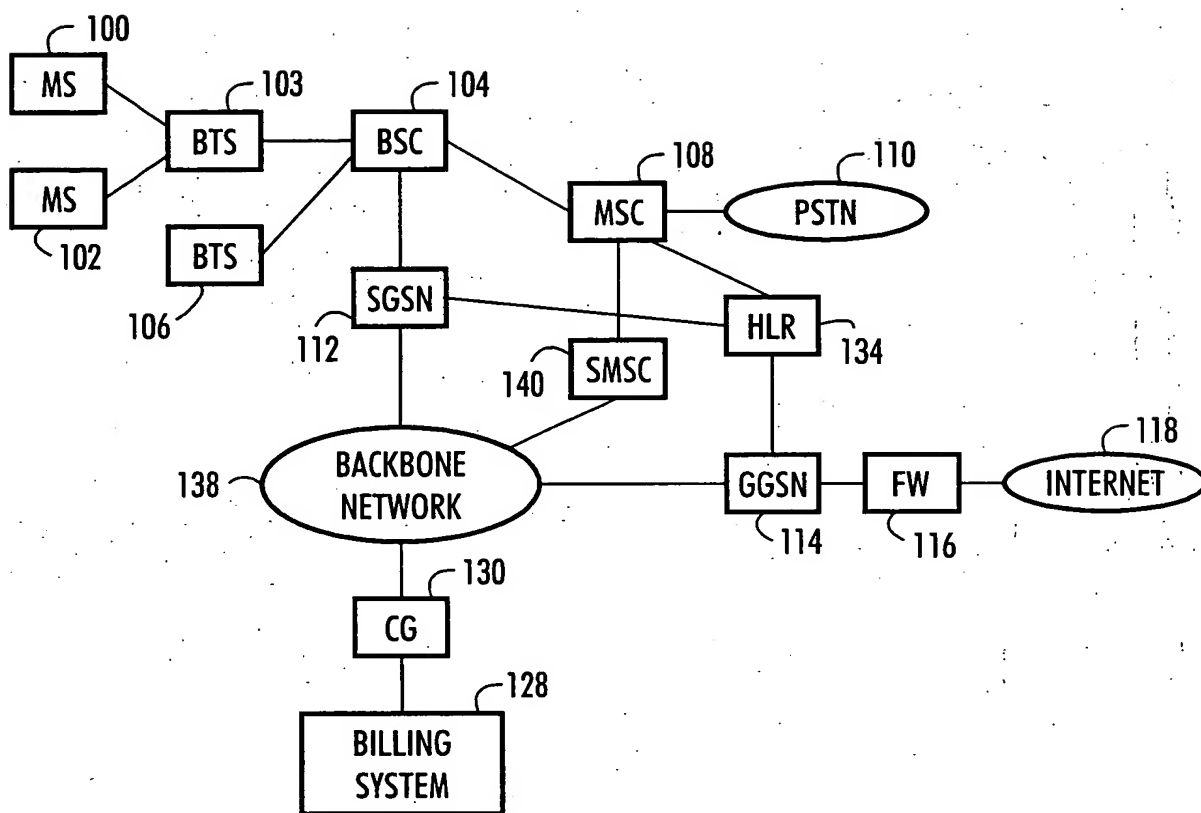 100
MS
103
BTS
104
BSC
108
MSC
110
PSTN
MS
102
BTS
106
SGSN
112
HLR
134
140
SMSC
138
BACKBONE
NETWORK
GGSN
114
FW
116
118
INTERNET
130
CG
128
BILLING
SYSTEM